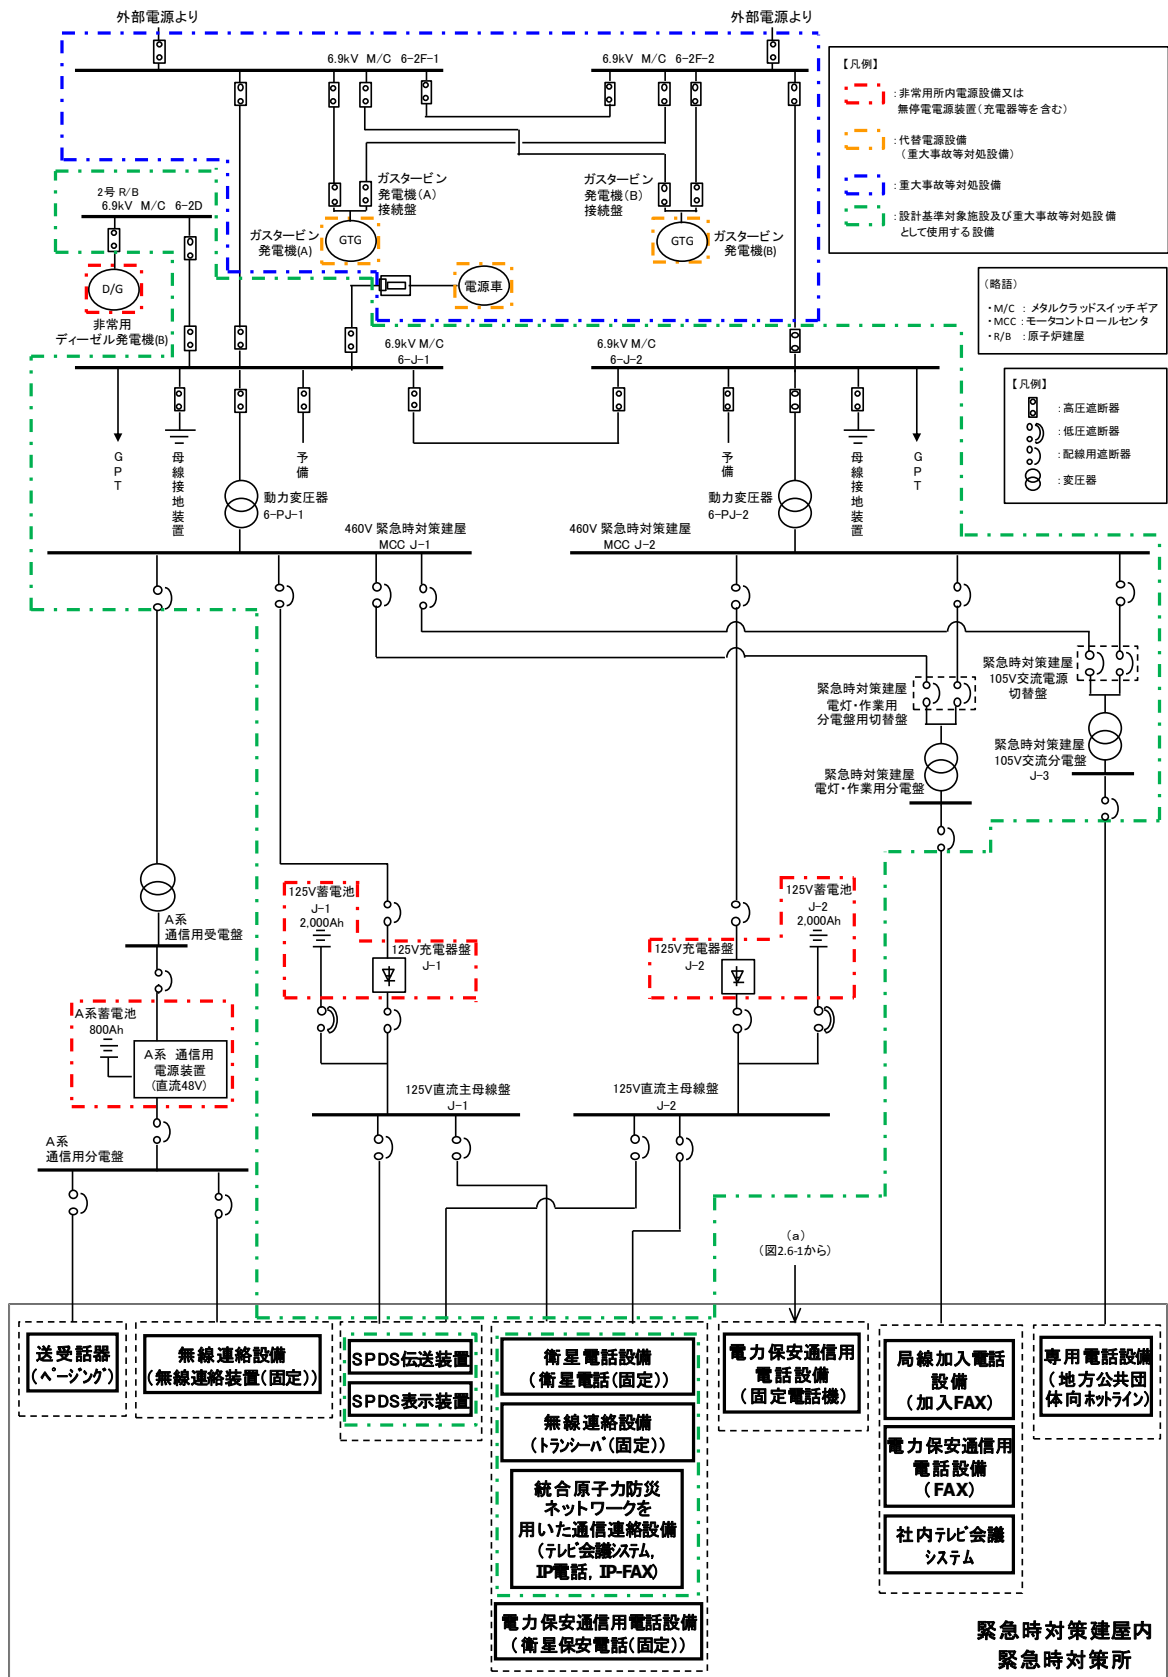 外部電源より
外部電源より
6.9kV M/C 6-2F-1
6.9kV M/C 6-2F-2
【凡例】
：非常用所内電源設備又は
無停電電源装置（充電器等を含む）
：代替電源設備
（重大事故等対処設備）
：重大事故等対処設備
：設計基準対象施設及び重大事故等対処設備
として使用する設備
2号 R/B
6.9kV M/C 6-2D
ガスタービン
発電機（A）
接続盤
ガスタービン
発電機（B）
接続盤
ガスタービン
発電機(A)
GTG
GTG
ガスタービン
発電機(B)
D/G
電源車
非常用
ディーゼル発電機(B)
（略語）
・M/C ： メタルクラッドスイッチギア
・MCC：モータコントロールセンタ
・R/B ：原子炉建屋
6.9kV M/C
6-J-1
6.9kV M/C
6-J-2
【凡例】
：高圧遮断器
：低圧遮断器
：配線用遮断器
：変圧器
GPT
母線接地装置
予備
予備
母線接地装置
GPT
動力変圧器
6-PJ-1
動力変圧器
6-PJ-2
460V 緊急時対策建屋
MCC J-1
460V 緊急時対策建屋
MCC J-2
緊急時対策建屋
105V交流電源
切替盤
緊急時対策建屋
電灯・作業用
分電盤用切替盤
緊急時対策建屋
105V交流分電盤
J-3
緊急時対策建屋
電灯・作業用分電盤
A系
通信用受電盤
125V蓄電池
J-1
2,000Ah
125V充電器盤
J-1
125V蓄電池
J-2
2,000Ah
125V充電器盤
J-2
A系蓄電池
800Ah
A系 通信用
電源装置
(直流48V)
125V直流主母線盤
J-1
125V直流主母線盤
J-2
A系
通信用分電盤
(a)
(図2.6-1から)
送受話器
（ページング）
無線連絡設備
（無線連絡装置（固定））
SPDS伝送装置
SPDS表示装置
衛星電話設備
（衛星電話（固定））
無線連絡設備
（トランシーバ（固定））
統合原子力防災
ネットワークを
用いた通信連絡設備
（テレビ会議システム，
IP電話，IP-FAX）
電力保安通信用電話設備
（衛星保安電話（固定））
電力保安通信用
電話設備
（固定電話機）
局線加入電話
設備
（加入FAX）
電力保安通信用
電話設備
（FAX）
社内テレビ会議
システム
専用電話設備
（地方公共団
体向ホットライン）
緊急時対策建屋内
緊急時対策所